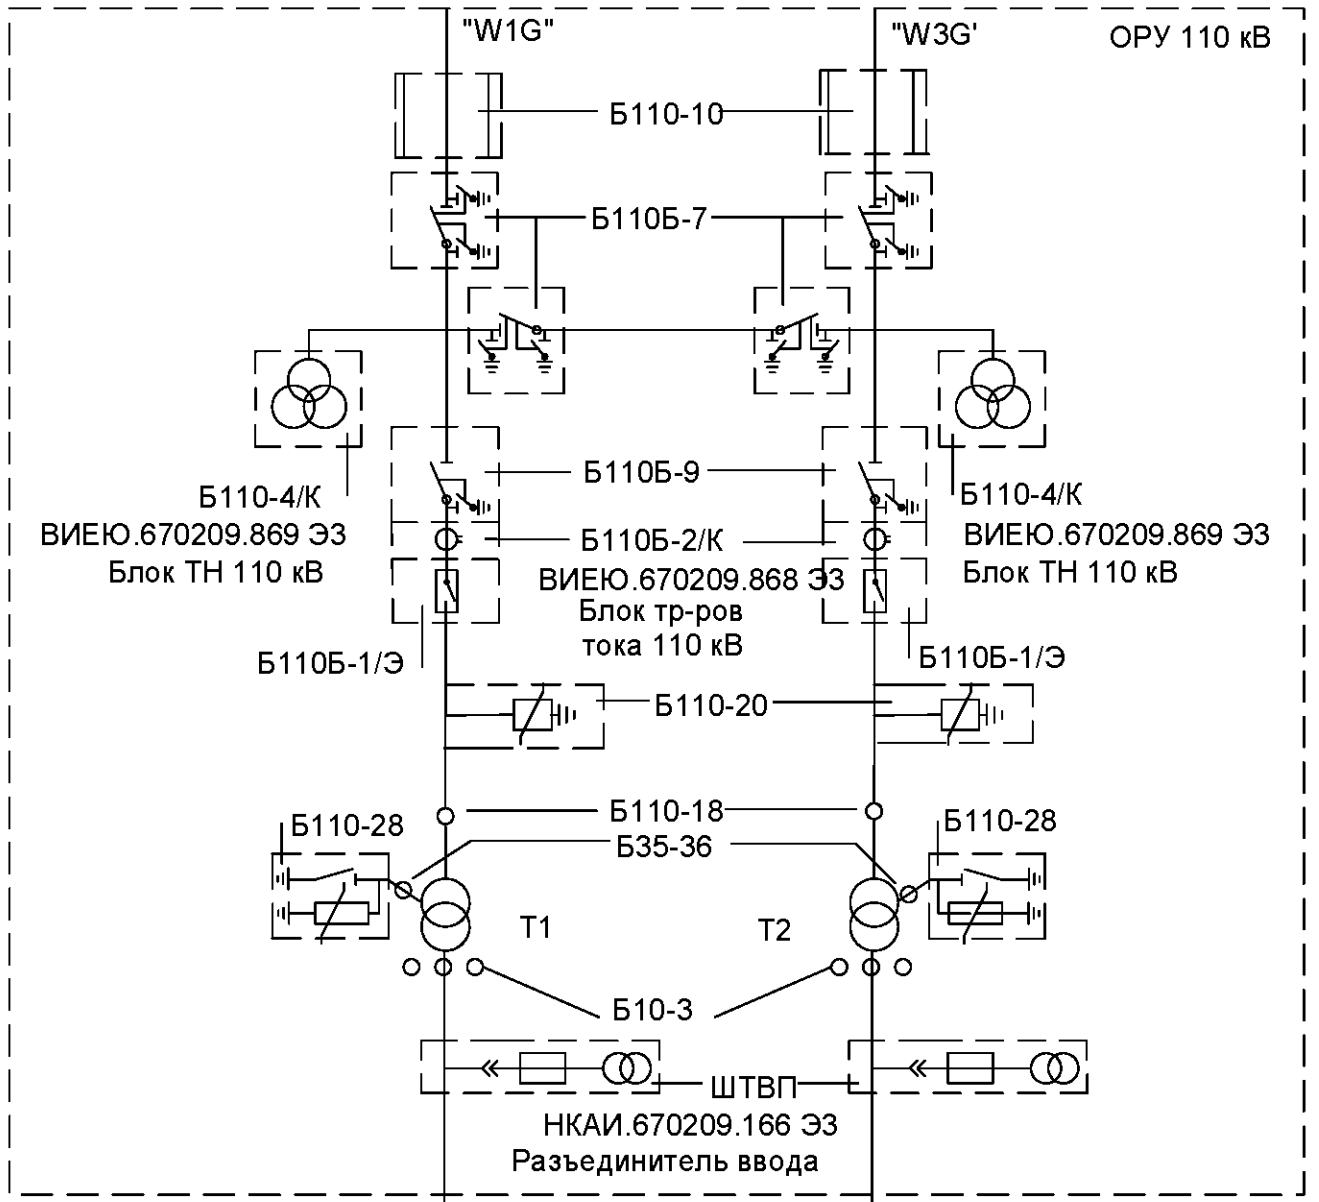 "W1G"
"W3G'
ОРУ 110 кВ
Б110-10
Б110Б-7
Б110Б-9
Б110-4/К
ВИЕЮ.670209.869 ЭЗ
Блок ТН 110 кВ
Б110-4/К
ВИЕЮ.670209.869 ЭЗ
Блок ТН 110 кВ
Б110Б-2/К
ВИЕЮ.670209.868 ЭЗ
Блок тр-ров
тока 110 кВ
Б110Б-1/Э
Б110Б-1/Э
Б110-20
Б110-18
Б110-28
Б110-28
Б35-36
Т1
Т2
Б10-3
ШТВП
НКАИ.670209.166 ЭЗ
Разъединитель ввода